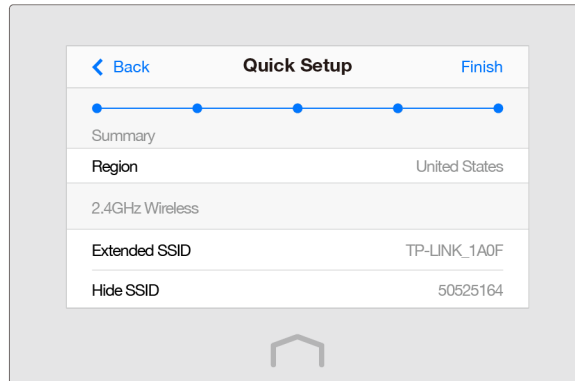 Back Quick Setup Finish
Summary
Region United States
2.4GHz Wireless
Extended SSID TP-LINK_1A0F
Hide SSID 50525164